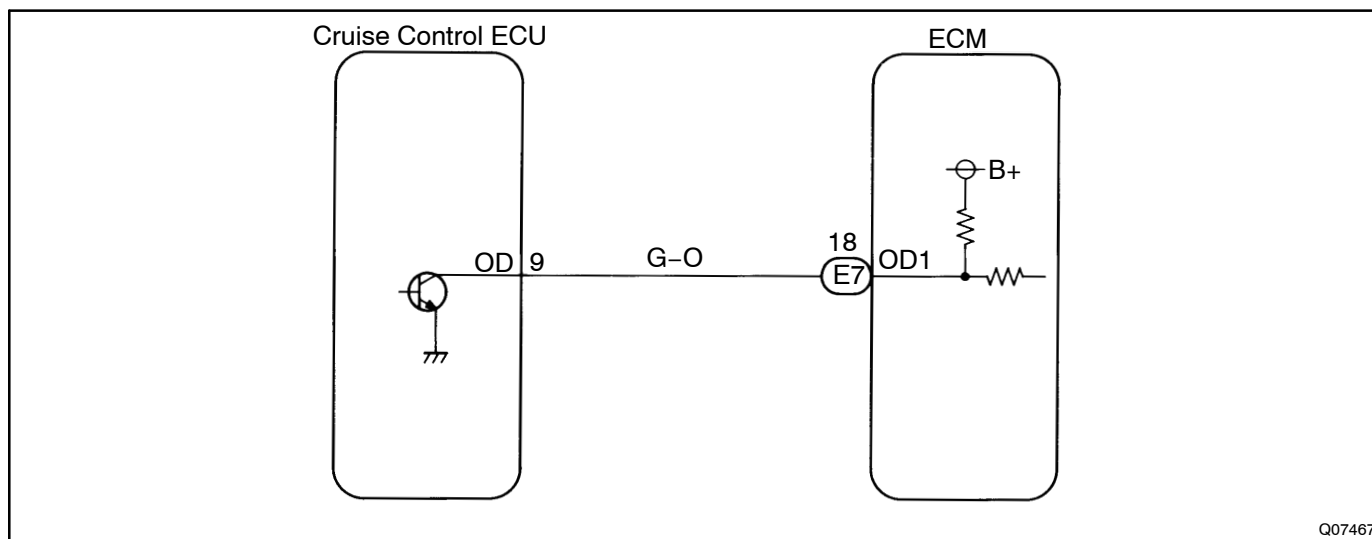 Cruise Control ECU
ECM
B+
18
OD 9
G−O
E7
OD1
Q07467